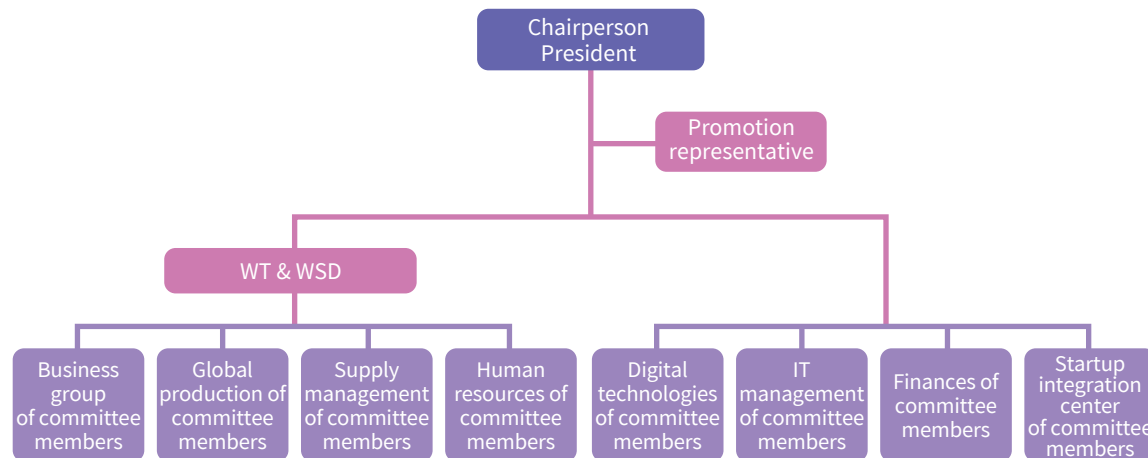 Chairperson
President
Promotion
representative
WT & WSD
Business
group
of committee
members
Global
production of
committee
members
Supply
management
of committee
members
Human
resources of
committee
members
Digital
technologies
of committee
members
IT
management
of committee
members
Finances of
committee
members
Startup
integration
center
of committee
members